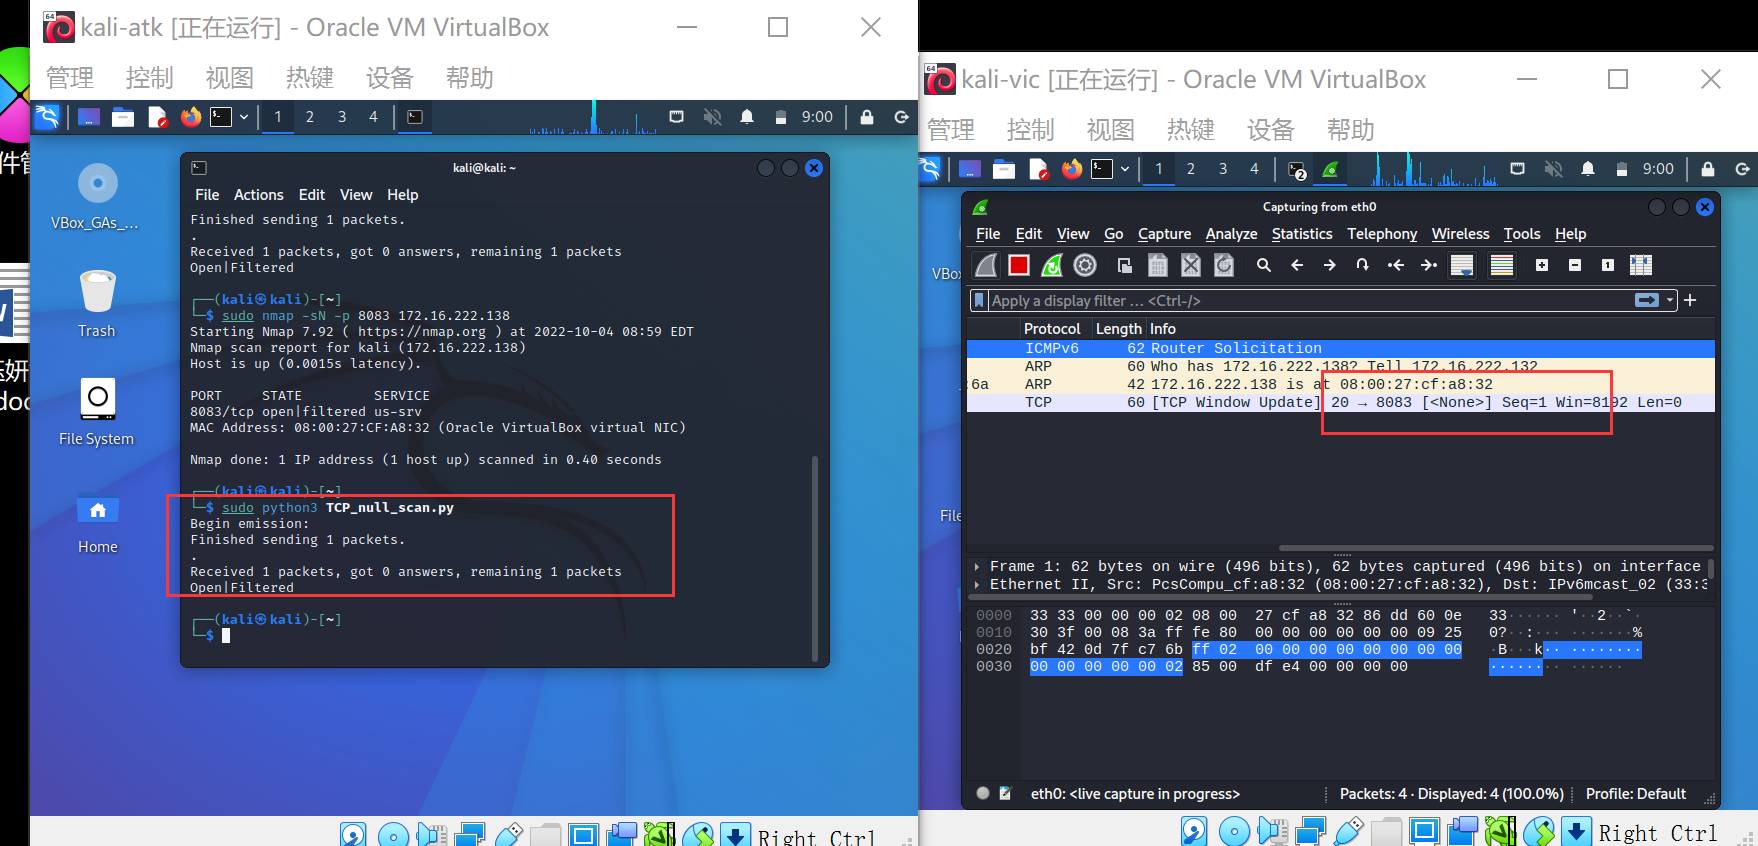 kali-atk [正在运行] - Oracle VM VirtualBox
管理 控制 视图 热键 设备 帮助
1 2 3 4 9:00
件管
VBox_GAs_...
Trash
File System
Home
kali@kali: ~
File Actions Edit View Help
Finished sending 1 packets.
.
Received 1 packets, got 0 answers, remaining 1 packets
Open|Filtered
┌──(kali㉿kali)-[~]
└─$ sudo nmap -sN -p 8083 172.16.222.138
Starting Nmap 7.92 ( https://nmap.org ) at 2022-10-04 08:59 EDT
Nmap scan report for kali (172.16.222.138)
Host is up (0.0015s latency).
PORT STATE SERVICE
8083/tcp open|filtered us-srv
MAC Address: 08:00:27:CF:A8:32 (Oracle VirtualBox virtual NIC)
Nmap done: 1 IP address (1 host up) scanned in 0.40 seconds
┌──(kali㉿kali)-[~]
└─$ sudo python3 TCP_null_scan.py
Begin emission:
Finished sending 1 packets.
.
Received 1 packets, got 0 answers, remaining 1 packets
Open|Filtered
┌──(kali㉿kali)-[~]
└─$
Right Ctrl
kali-vic [正在运行] - Oracle VM VirtualBox
管理 控制 视图 热键 设备 帮助
1 2 3 4 9:00
VBox
File
Capturing from eth0
File Edit View Go Capture Analyze Statistics Telephony Wireless Tools Help
Apply a display filter ... <Ctrl-/>
Protocol Length Info
ICMPv6 62 Router Solicitation
ARP 60 Who has 172.16.222.138? Tell 172.16.222.132
:6a ARP 42 172.16.222.138 is at 08:00:27:cf:a8:32
TCP 60 [TCP Window Update] 20 → 8083 [<None>] Seq=1 Win=8192 Len=0
Frame 1: 62 bytes on wire (496 bits), 62 bytes captured (496 bits) on interface
Ethernet II, Src: PcsCompu_cf:a8:32 (08:00:27:cf:a8:32), Dst: IPv6mcast_02 (33:3
0000 33 33 00 00 00 02 08 00 27 cf a8 32 86 dd 60 0e 33······ '··2··`·
0010 30 3f 00 08 3a ff fe 80 00 00 00 00 00 00 09 25 0?··:··· ·······%
0020 bf 42 0d 7f c7 6b ff 02 00 00 00 00 00 00 00 00 ·B···k·· ········
0030 00 00 00 00 00 02 85 00 df e4 00 00 00 00 ········ ······
eth0: <live capture in progress> Packets: 4 · Displayed: 4 (100.0%) Profile: Default
Right Ctrl